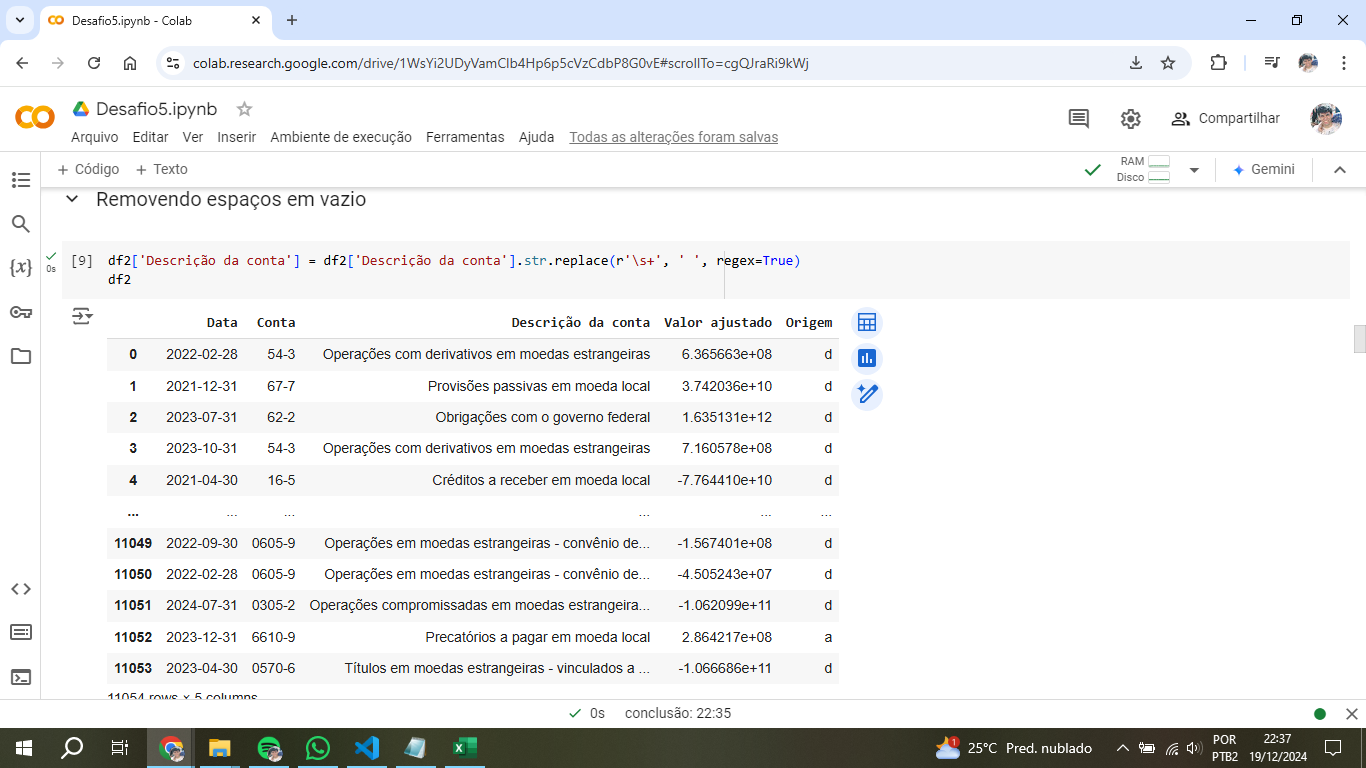 Desafio5.ipynb - Colab
colab.research.google.com/drive/1WsYi2UDyVamCIb4Hp6p5cVzCdbP8G0vE#scrollTo=cgQJraRi9kWj
Desafio5.ipynb
Arquivo Editar Ver Inserir Ambiente de execução Ferramentas Ajuda Todas as alterações foram salvas
Compartilhar
+ Código + Texto
RAM
Disco
Gemini
Removendo espaços em vazio
0s
[9] df2['Descrição da conta'] = df2['Descrição da conta'].str.replace(r'\s+', ' ', regex=True)
df2
Data Conta Descrição da conta Valor ajustado Origem
0 2022-02-28 54-3 Operações com derivativos em moedas estrangeiras 6.365663e+08 d
1 2021-12-31 67-7 Provisões passivas em moeda local 3.742036e+10 d
2 2023-07-31 62-2 Obrigações com o governo federal 1.635131e+12 d
3 2023-10-31 54-3 Operações com derivativos em moedas estrangeiras 7.160578e+08 d
4 2021-04-30 16-5 Créditos a receber em moeda local -7.764410e+10 d
... ... ... ... ... ...
11049 2022-09-30 0605-9 Operações em moedas estrangeiras - convênio de... -1.567401e+08 d
11050 2022-02-28 0605-9 Operações em moedas estrangeiras - convênio de... -4.505243e+07 d
11051 2024-07-31 0305-2 Operações compromissadas em moedas estrangeira... -1.062099e+11 d
11052 2023-12-31 6610-9 Precatórios a pagar em moeda local 2.864217e+08 a
11053 2023-04-30 0570-6 Títulos em moedas estrangeiras - vinculados a ... -1.066686e+11 d
11054 rows × 5 columns
0s conclusão: 22:35
1
25°C Pred. nublado
POR
PTB2
22:37
19/12/2024